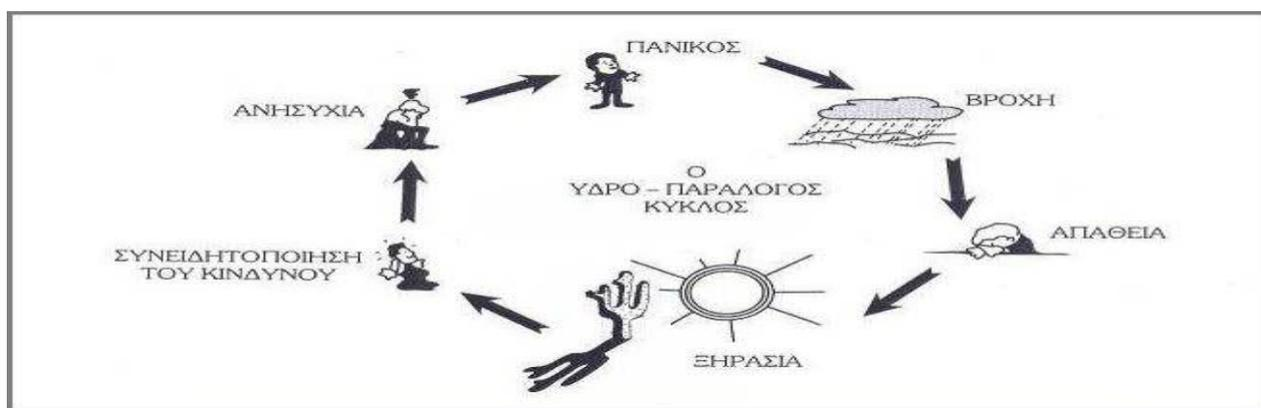 ΠΑΝΙΚΟΣ
ΒΡΟΧΗ
ΑΝΗΣΥΧΙΑ
Ο
ΥΔΡΟ – ΠΑΡΑΛΟΓΟΣ
ΚΥΚΛΟΣ
ΑΠΑΘΕΙΑ
ΣΥΝΕΙΔΗΤΟΠΟΙΗΣΗ
ΤΟΥ ΚΙΝΔΥΝΟΥ
ΞΗΡΑΣΙΑ